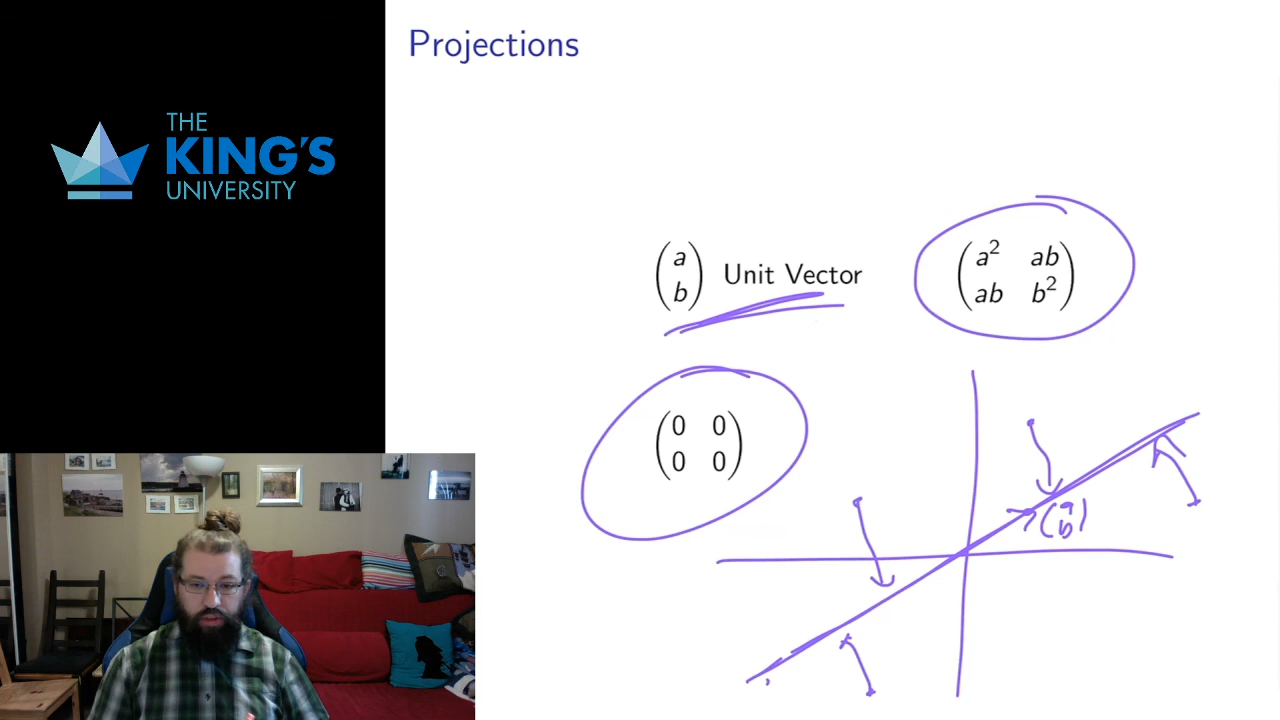 THE
KING'S
UNIVERSITY
Projections
(a
b) Unit Vector
(a² ab
ab b²)
(0 0
0 0)
(a
b)